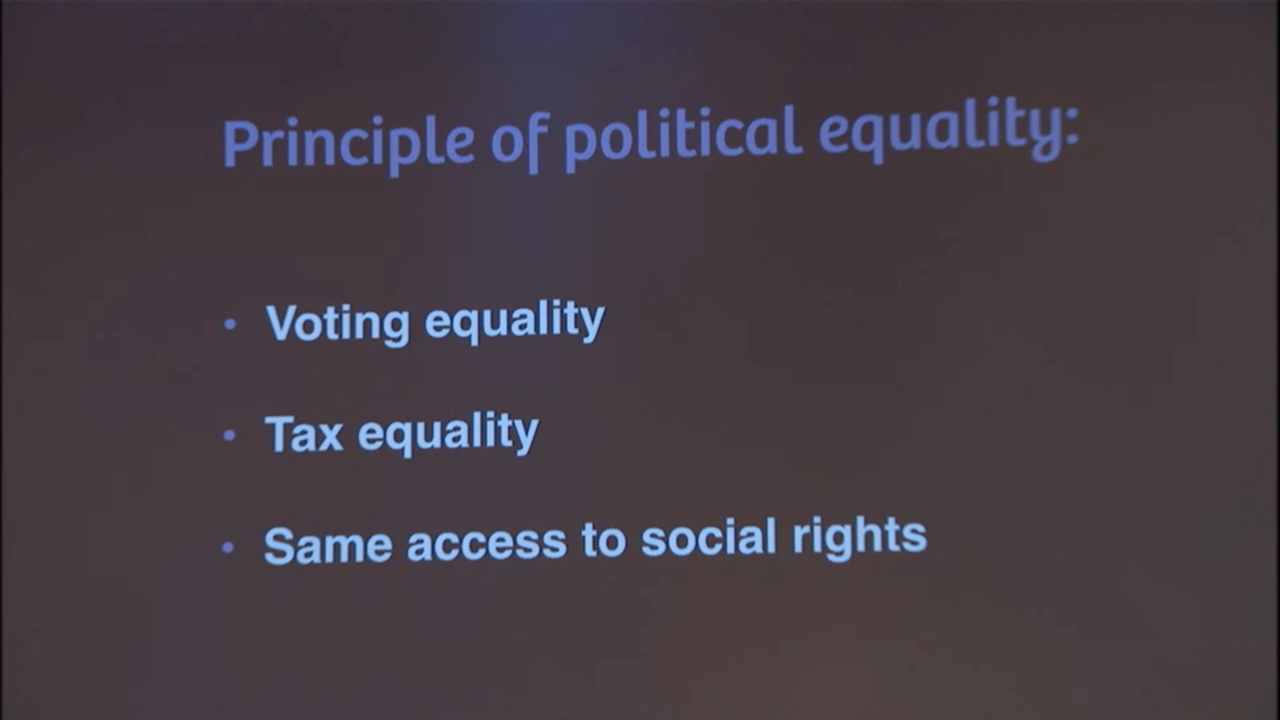 Principle of political equality:
• Voting equality
• Tax equality
• Same access to social rights